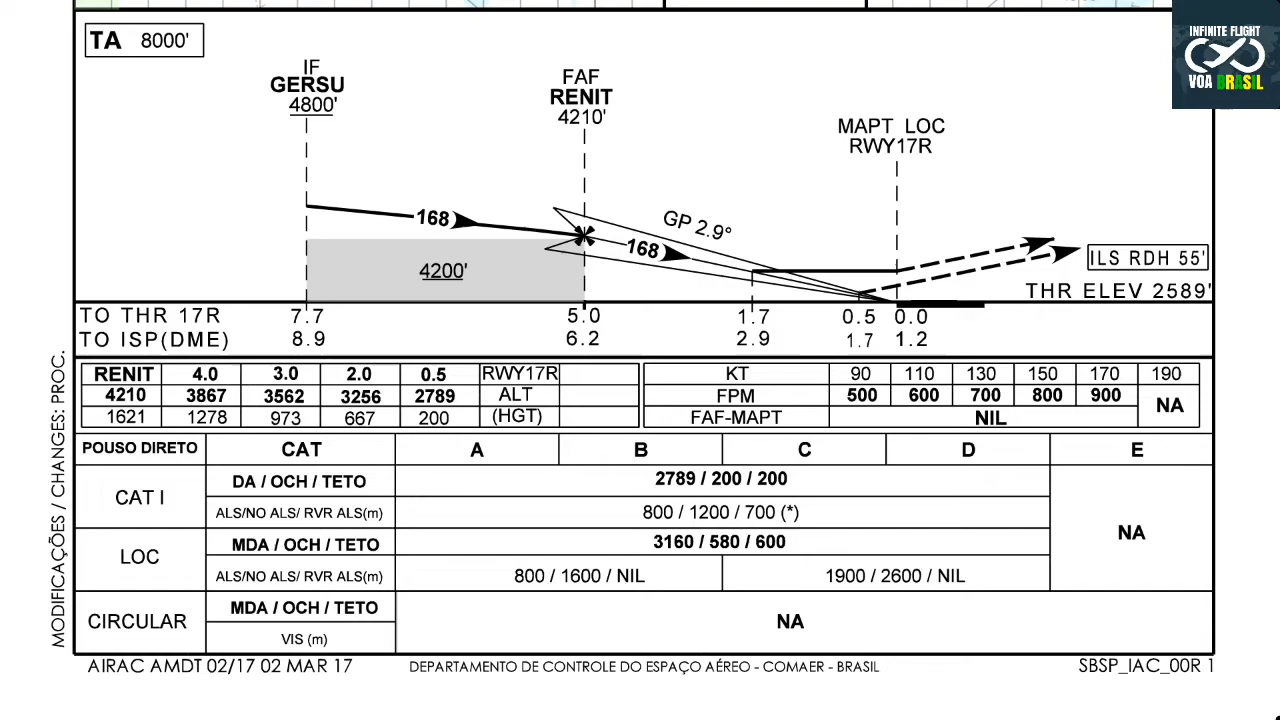 TA 8000'
INFINITE FLIGHT
VOA BRASIL
IF
GERSU
4800'
FAF
RENIT
4210'
MAPT LOC
RWY17R
168
GP 2.9°
168
4200'
ILS RDH 55'
THR ELEV 2589'
TO THR 17R 7.7 5.0 1.7 0.5 0.0
TO ISP(DME) 8.9 6.2 2.9 1.7 1.2
RENIT 4.0 3.0 2.0 0.5 RWY17R
4210 3867 3562 3256 2789 ALT
1621 1278 973 667 200 (HGT)
KT 90 110 130 150 170 190
FPM 500 600 700 800 900 NA
FAF-MAPT NIL
POUSO DIRETO CAT A B C D E
CAT I DA / OCH / TETO 2789 / 200 / 200
ALS/NO ALS/ RVR ALS(m) 800 / 1200 / 700 (*)
NA
LOC MDA / OCH / TETO 3160 / 580 / 600
ALS/NO ALS/ RVR ALS(m) 800 / 1600 / NIL 1900 / 2600 / NIL
CIRCULAR MDA / OCH / TETO NA
VIS (m)
MODIFICAÇÕES / CHANGES: PROC.
AIRAC AMDT 02/17 02 MAR 17 DEPARTAMENTO DE CONTROLE DO ESPAÇO AÉREO - COMAER - BRASIL SBSP_IAC_00R 1